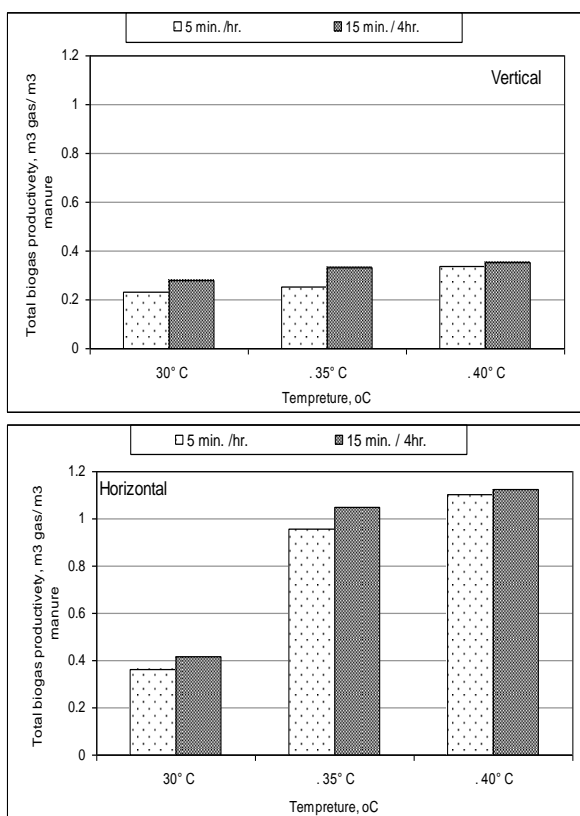 5 min. /hr. 15 min. / 4hr.
Vertical
Total biogas productivety, m3 gas/ m3
manure
1.2
1
0.8
0.6
0.4
0.2
0
30° C . 35° C . 40° C
Tempreture, oC
5 min. /hr. 15 min. / 4hr.
Horizontal
Total biogas productivety, m3 gas/ m3
manure
1.2
1
0.8
0.6
0.4
0.2
0
30° C . 35° C . 40° C
Tempreture, oC